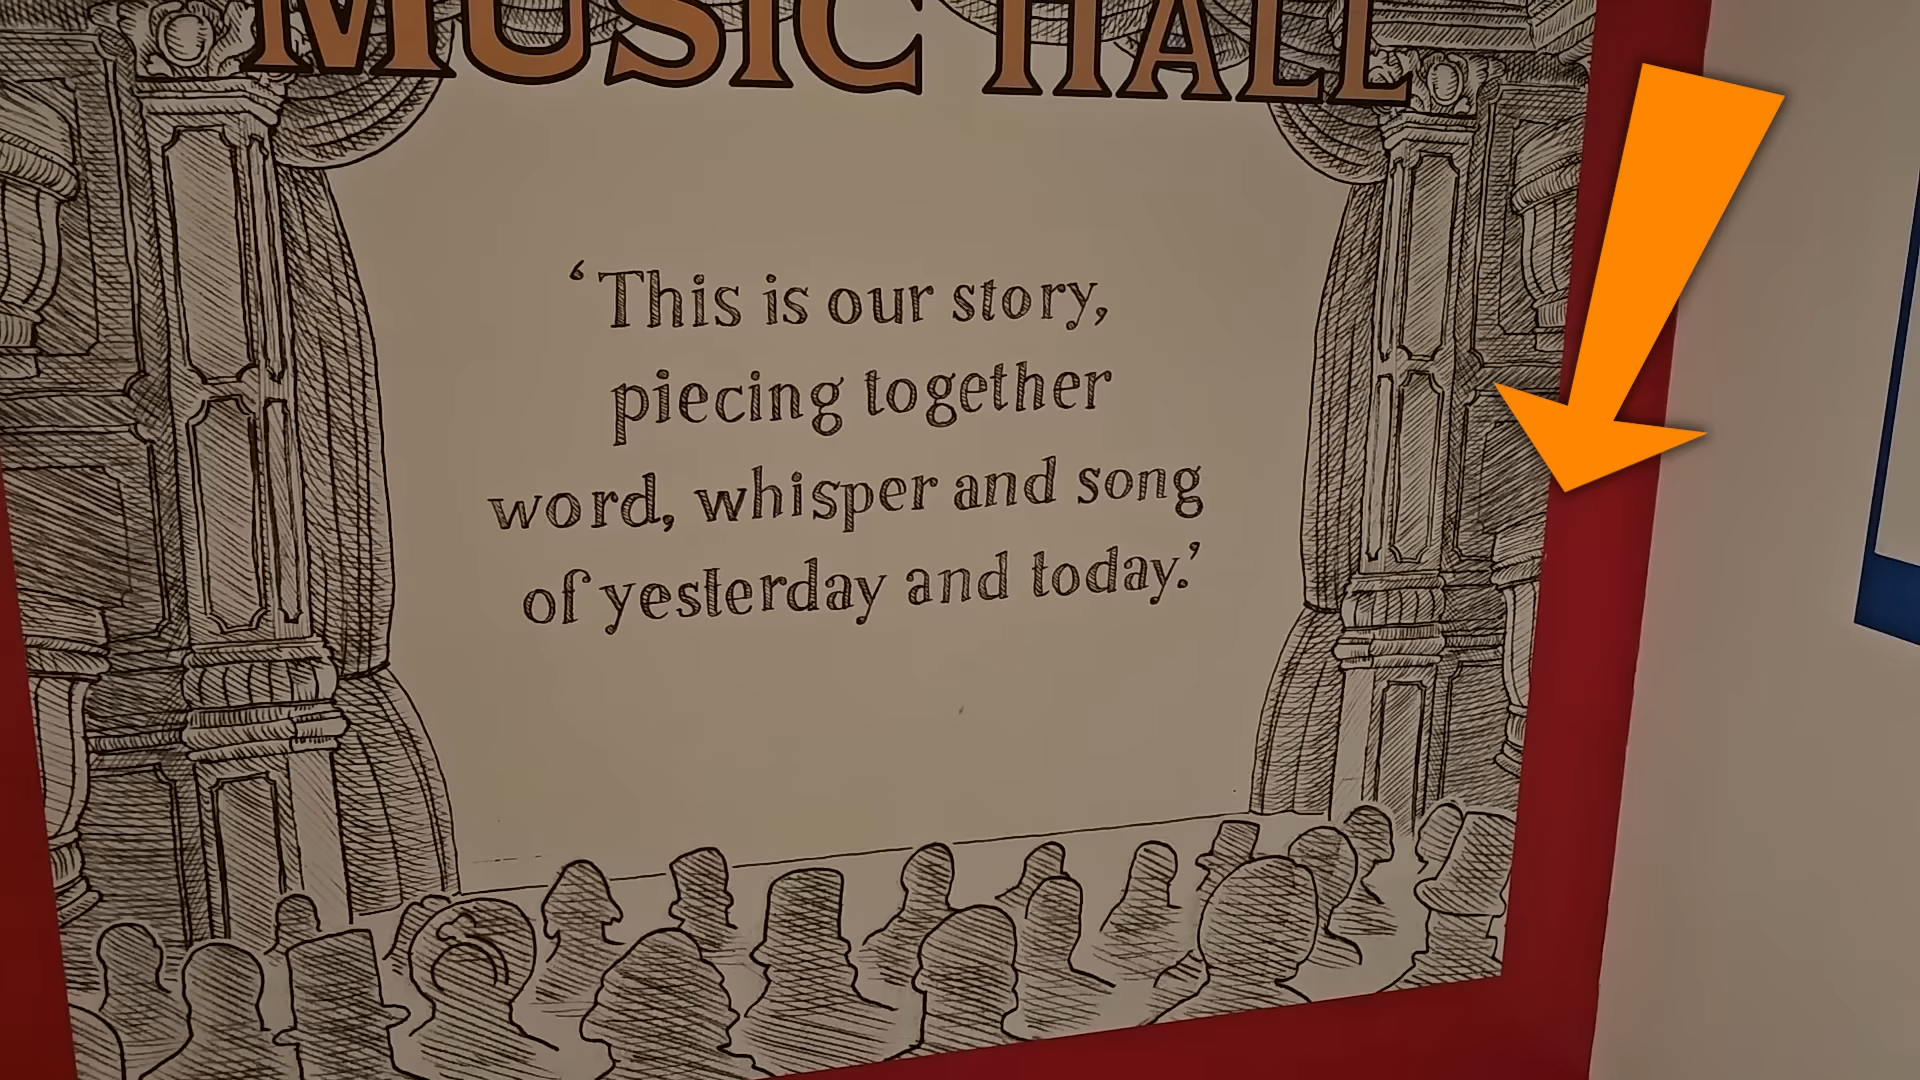 MUSIC HALL
‘This is our story,
piecing together
word, whisper and song
of yesterday and today.’